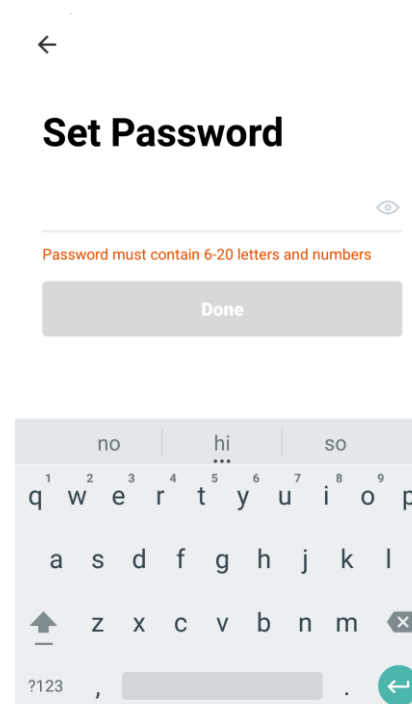 Set Password
Password must contain 6-20 letters and numbers
Done
no hi so
1 2 3 4 5 6 7 8 9
q w e r t y u i o p
a s d f g h j k l
z x c v b n m
?123 , .